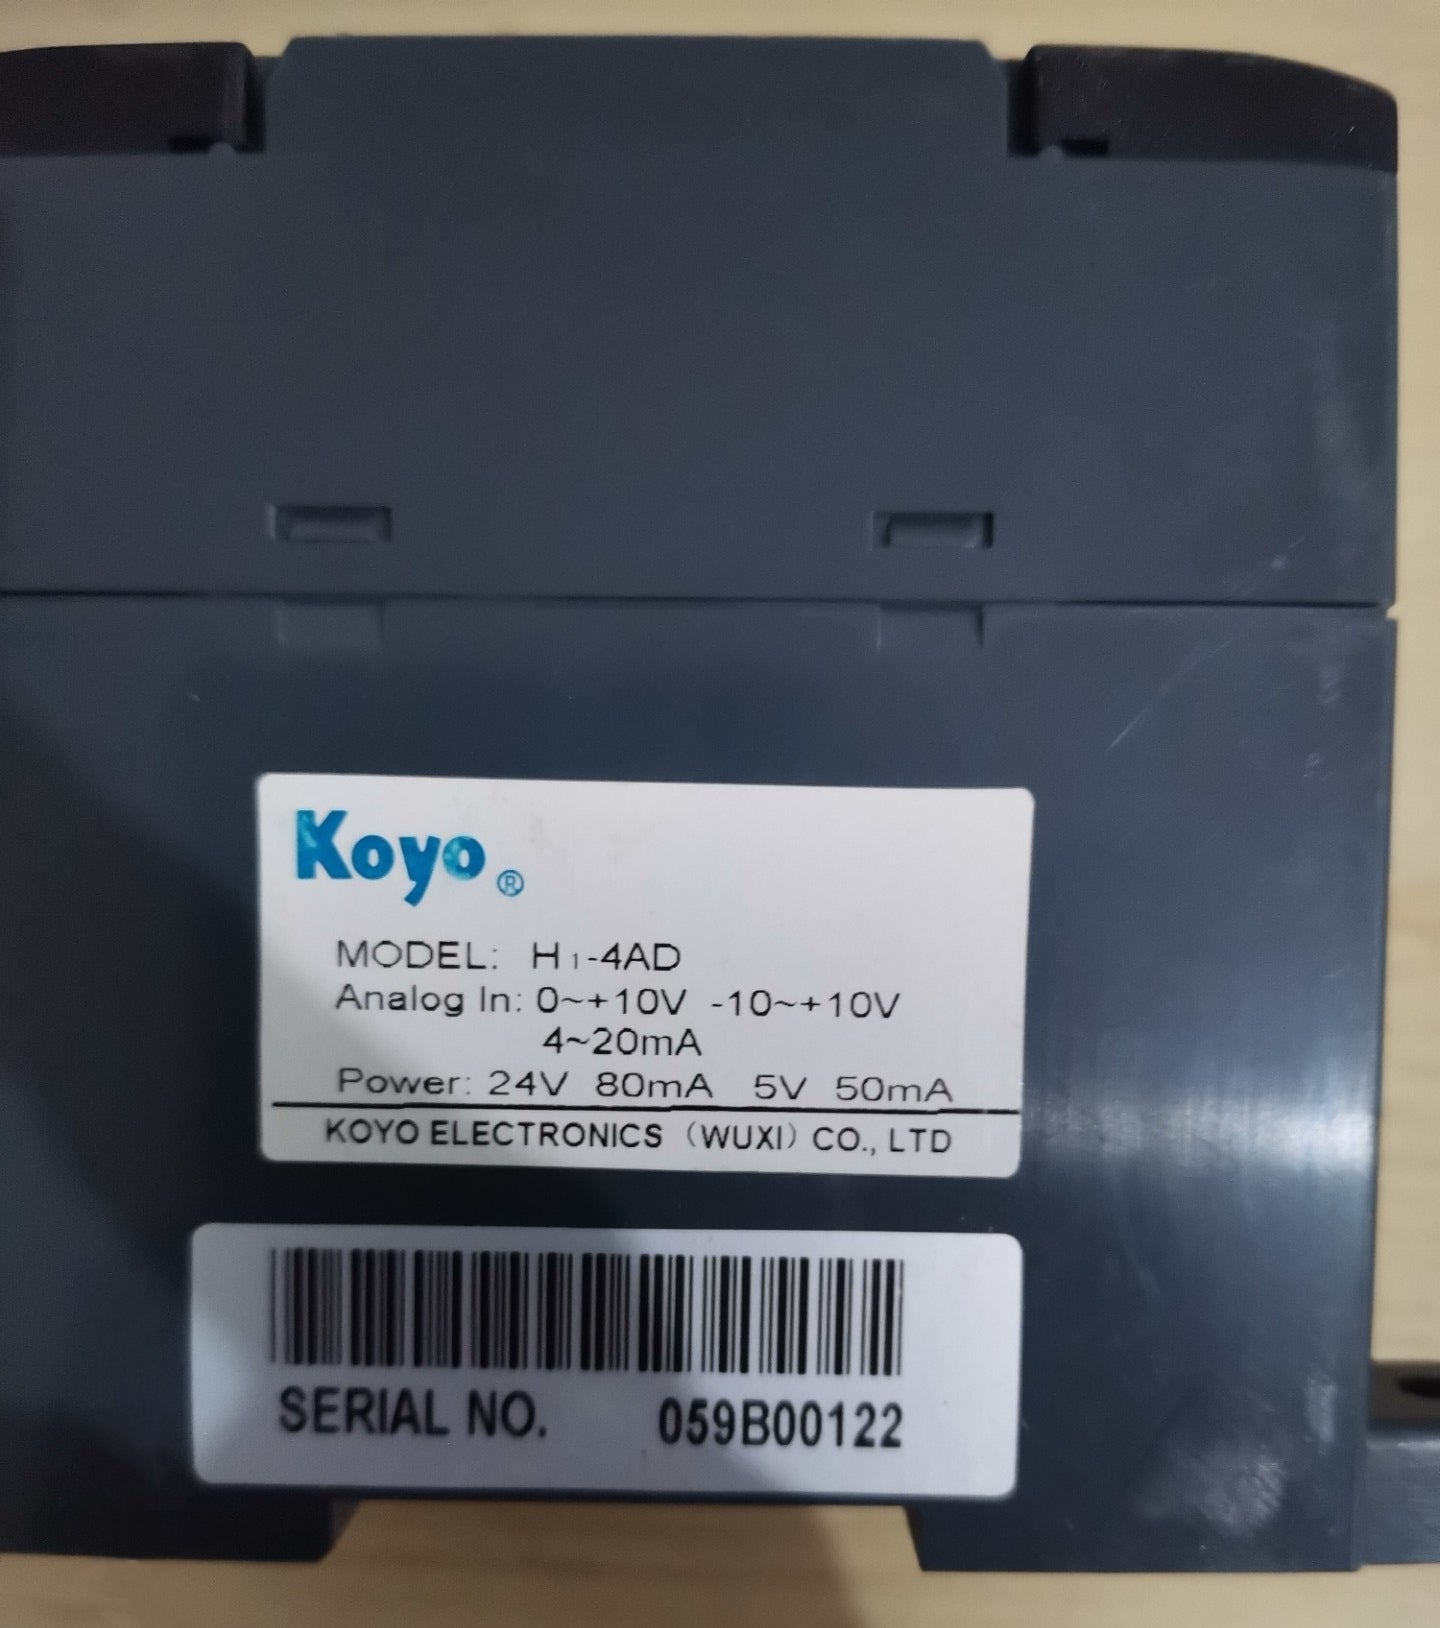 Koyo ®
MODEL: H1-4AD
Analog In: 0~+10V -10~+10V
4~20mA
Power: 24V 80mA 5V 50mA
KOYO ELECTRONICS（WUXI）CO., LTD
SERIAL NO. 059B00122